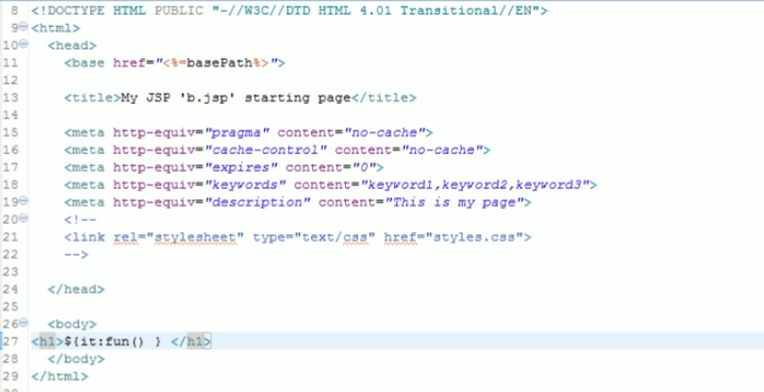 8 <!DOCTYPE HTML PUBLIC "-//W3C//DTD HTML 4.01 Transitional//EN">
9 <html>
10 <head>
11 <base href="<%=basePath%>">
12
13 <title>My JSP 'b.jsp' starting page</title>
14
15 <meta http-equiv="pragma" content="no-cache">
16 <meta http-equiv="cache-control" content="no-cache">
17 <meta http-equiv="expires" content="0">
18 <meta http-equiv="keywords" content="keyword1,keyword2,keyword3">
19 <meta http-equiv="description" content="This is my page">
20 <!--
21 <link rel="stylesheet" type="text/css" href="styles.css">
22 -->
23
24 </head>
25
26 <body>
27 <h1>${it:fun() } </h1>
28 </body>
29 </html>